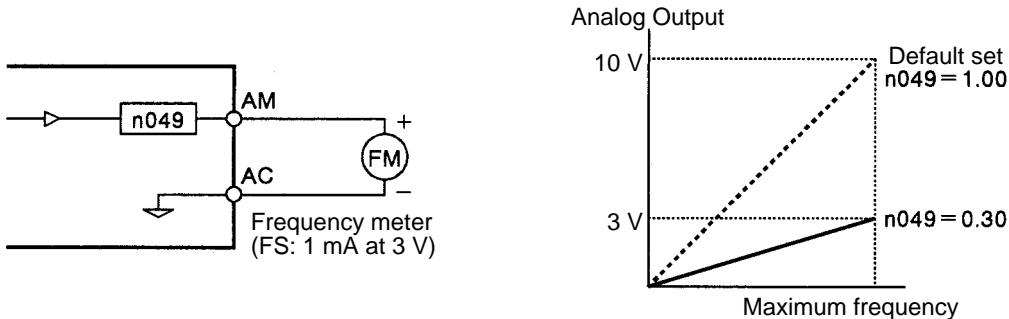 n049
AM
+
FM
AC
−
Frequency meter
(FS: 1 mA at 3 V)
Analog Output
10 V
Default set
n049=1.00
3 V
n049=0.30
Maximum frequency